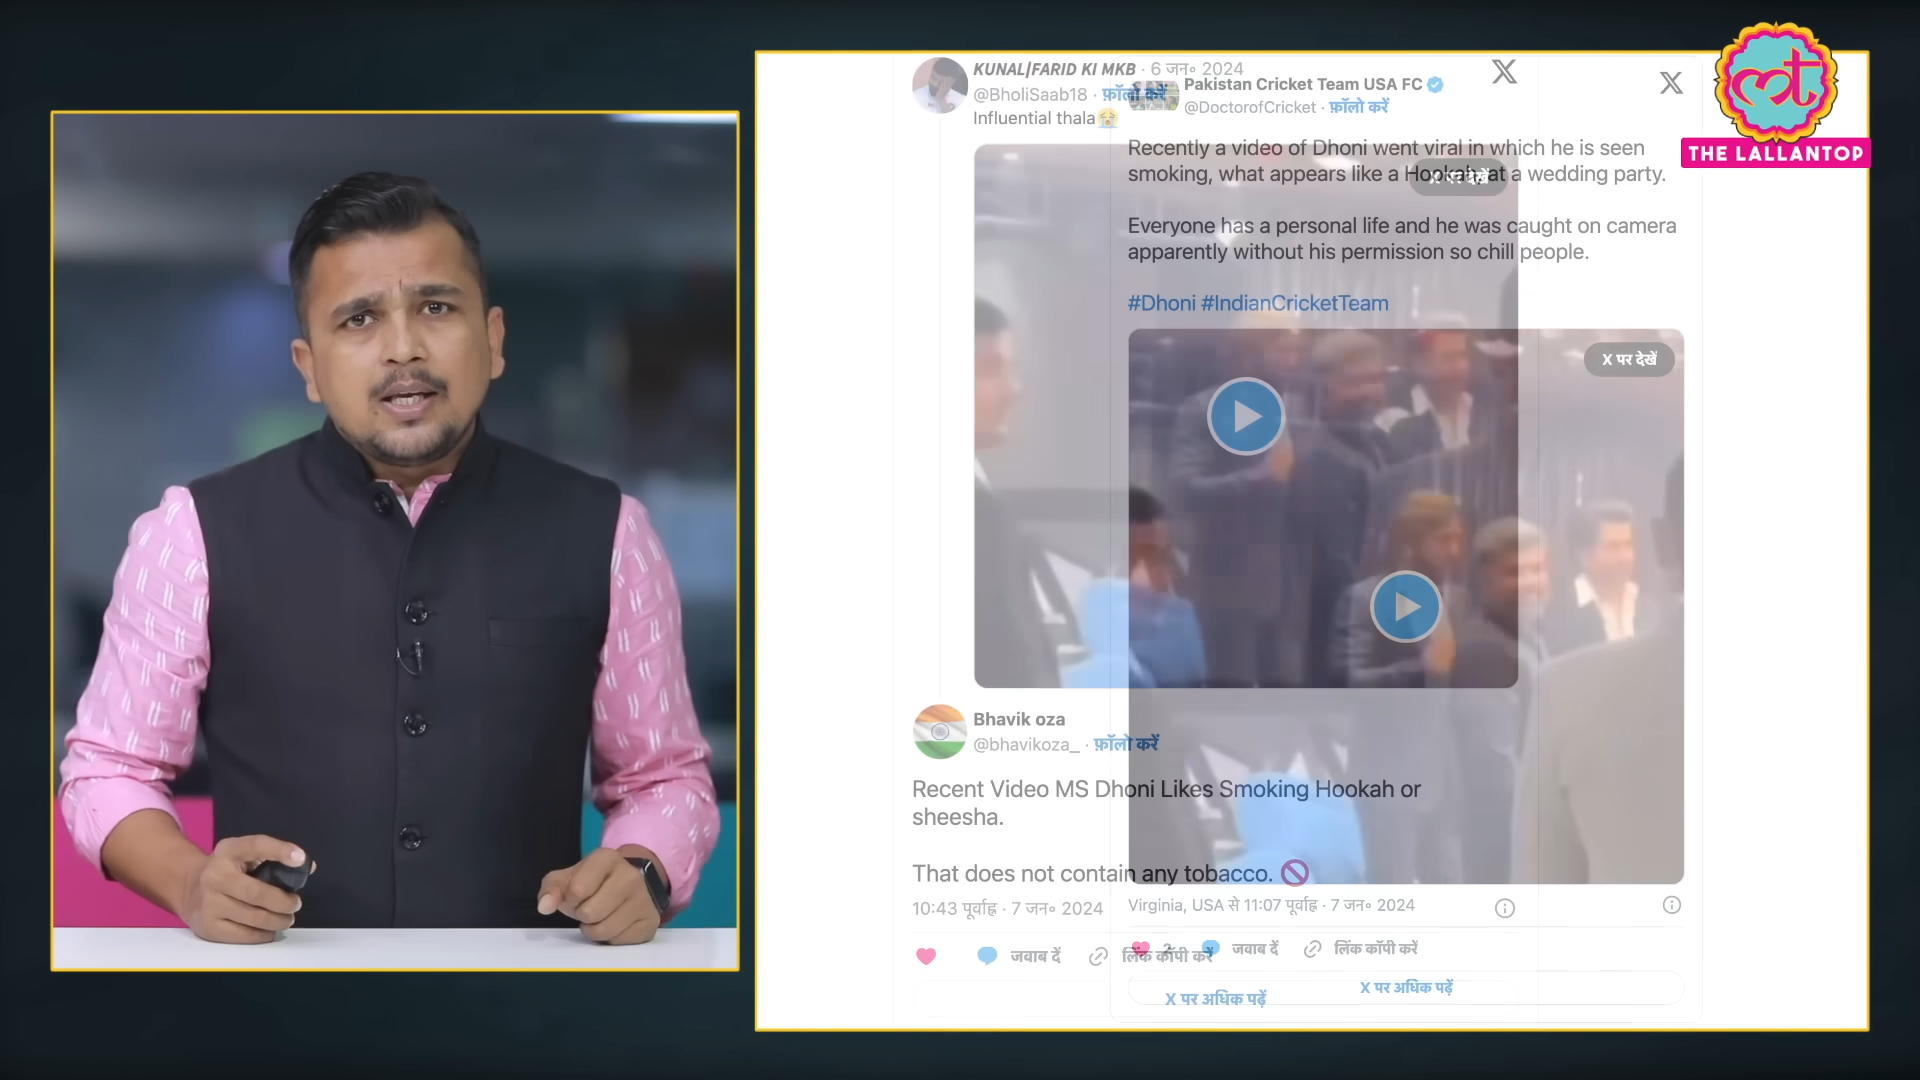 KUNAL|FARID KI MKB · 6 जन॰ 2024
@BholiSaab18 · फ़ॉलो करें
Influential thala😭
X पर देखें
Bhavik oza
@bhavikoza_ · फ़ॉलो करें
Recent Video MS Dhoni Likes Smoking Hookah or
sheesha.
That does not contain any tobacco. 🚫
10:43 पूर्वाह्न · 7 जन॰ 2024
जवाब दें लिंक कॉपी करें
X पर अधिक पढ़ें
Pakistan Cricket Team USA FC
@DoctorofCricket · फ़ॉलो करें
Recently a video of Dhoni went viral in which he is seen
smoking, what appears like a Hookah, at a wedding party.
Everyone has a personal life and he was caught on camera
apparently without his permission so chill people.
#Dhoni #IndianCricketTeam
X पर देखें
Virginia, USA से 11:07 पूर्वाह्न · 7 जन॰ 2024
2 जवाब दें लिंक कॉपी करें
X पर अधिक पढ़ें
THE LALLANTOP